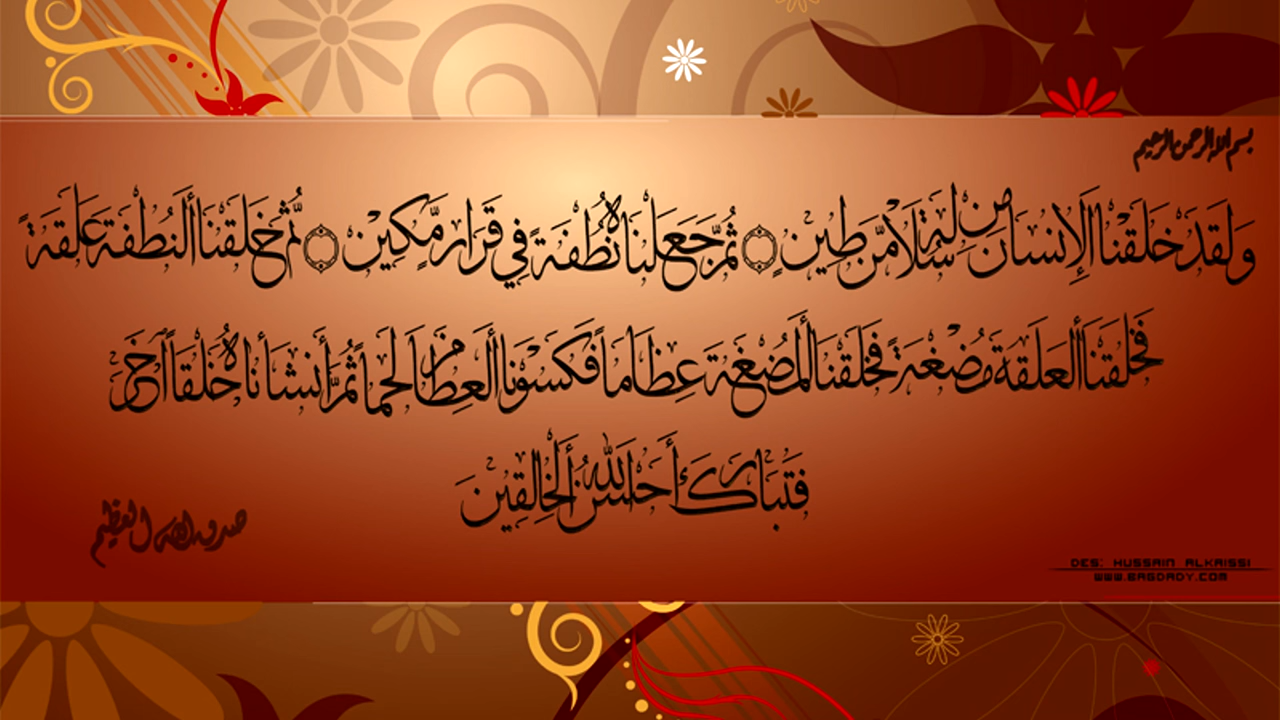 بسم الله الرحمن الرحيم
وَلَقَدْ خَلَقْنَا الْإِنسَانَ مِن سُلَالَةٍ مِّن طِينٍ ۝ ثُمَّ جَعَلْنَاهُ نُطْفَةً فِي قَرَارٍ مَّكِينٍ ۝ ثُمَّ خَلَقْنَا النُّطْفَةَ عَلَقَةً
فَخَلَقْنَا الْعَلَقَةَ مُضْغَةً فَخَلَقْنَا الْمُضْغَةَ عِظَامًا فَكَسَوْنَا الْعِظَامَ لَحْمًا ثُمَّ أَنشَأْنَاهُ خَلْقًا آخَرَ
فَتَبَارَكَ اللَّهُ أَحْسَنُ الْخَالِقِينَ
صدق الله العظيم
DES: HUSSAIN ALKAISSI
WWW.BAGDADY.COM